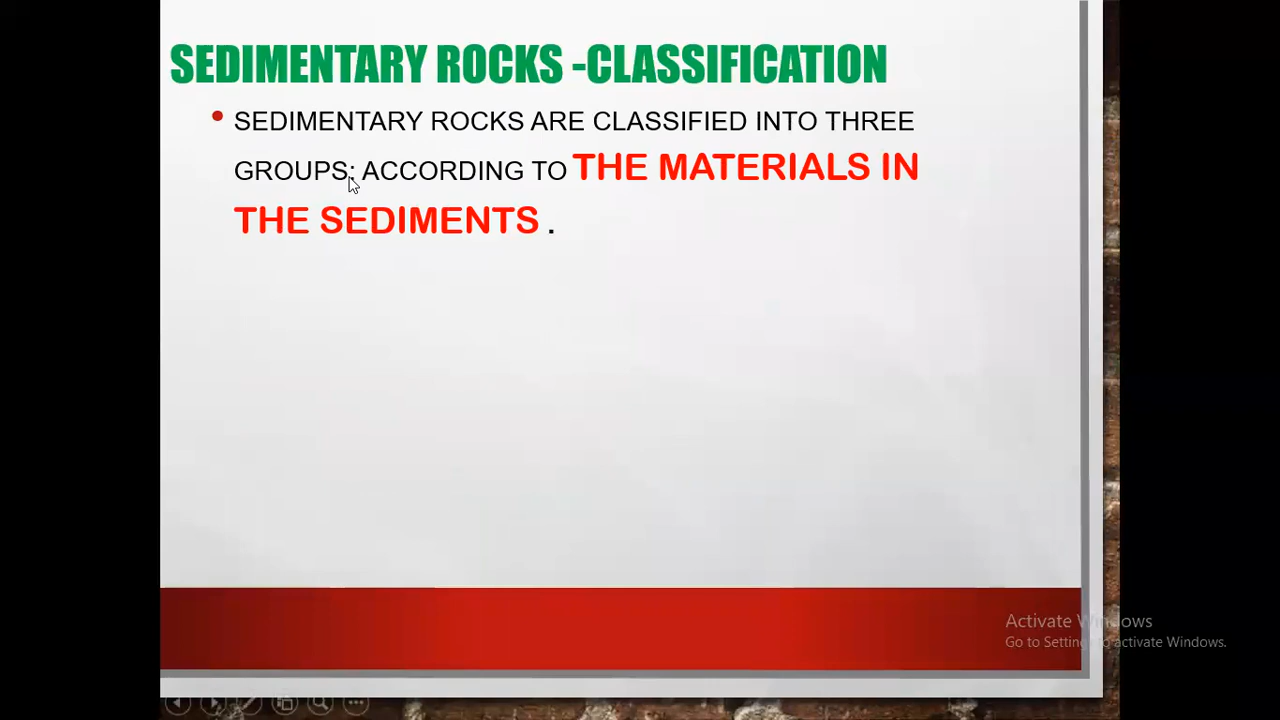 SEDIMENTARY ROCKS -CLASSIFICATION
• SEDIMENTARY ROCKS ARE CLASSIFIED INTO THREE
GROUPS; ACCORDING TO THE MATERIALS IN
THE SEDIMENTS .
Activate Windows
Go to Settings to activate Windows.